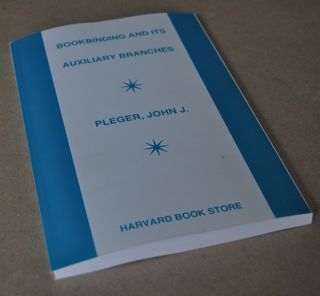 BOOKBINDING AND ITS
AUXILIARY BRANCHES
PLEGER, JOHN J.
HARVARD BOOK STORE